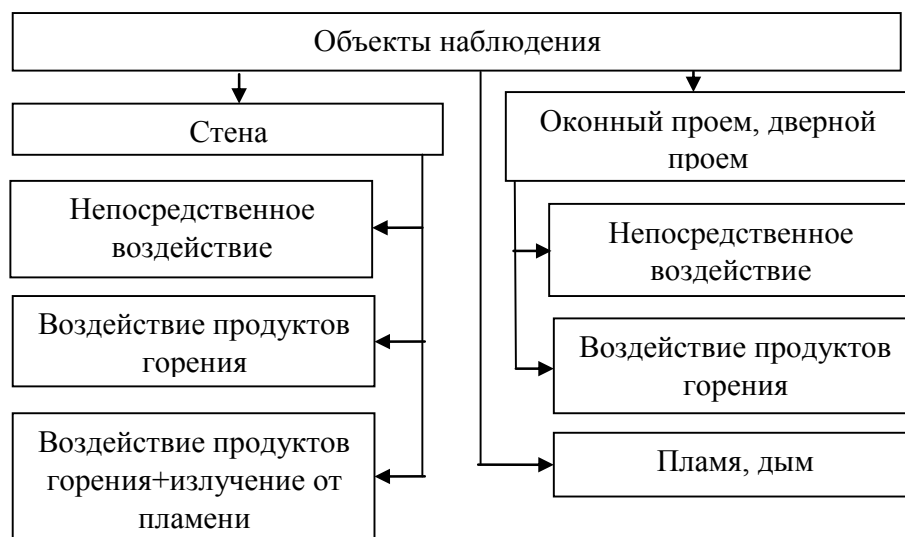 Объекты наблюдения
Стена
Непосредственное
воздействие
Воздействие продуктов
горения
Воздействие продуктов
горения+излучение от
пламени
Оконный проем, дверной
проем
Непосредственное
воздействие
Воздействие продуктов
горения
Пламя, дым